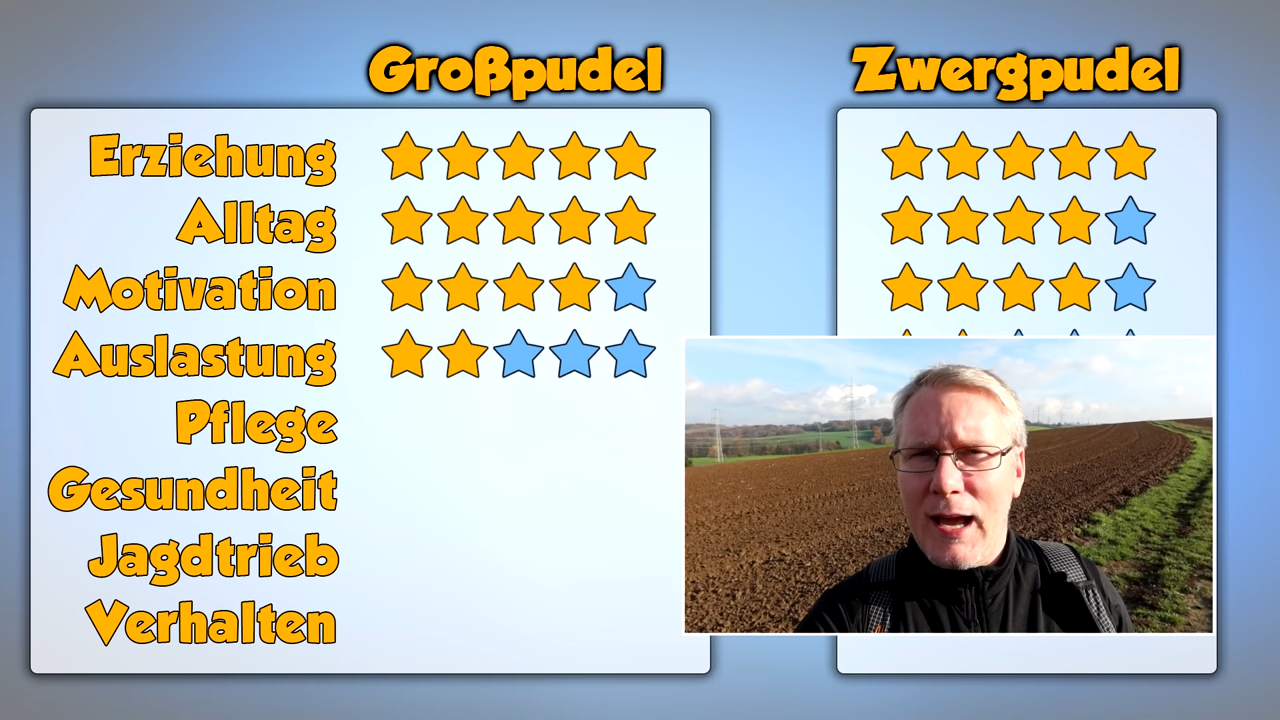 Großpudel Zwergpudel
Erziehung
Alltag
Motivation
Auslastung
Pflege
Gesundheit
Jagdtrieb
Verhalten